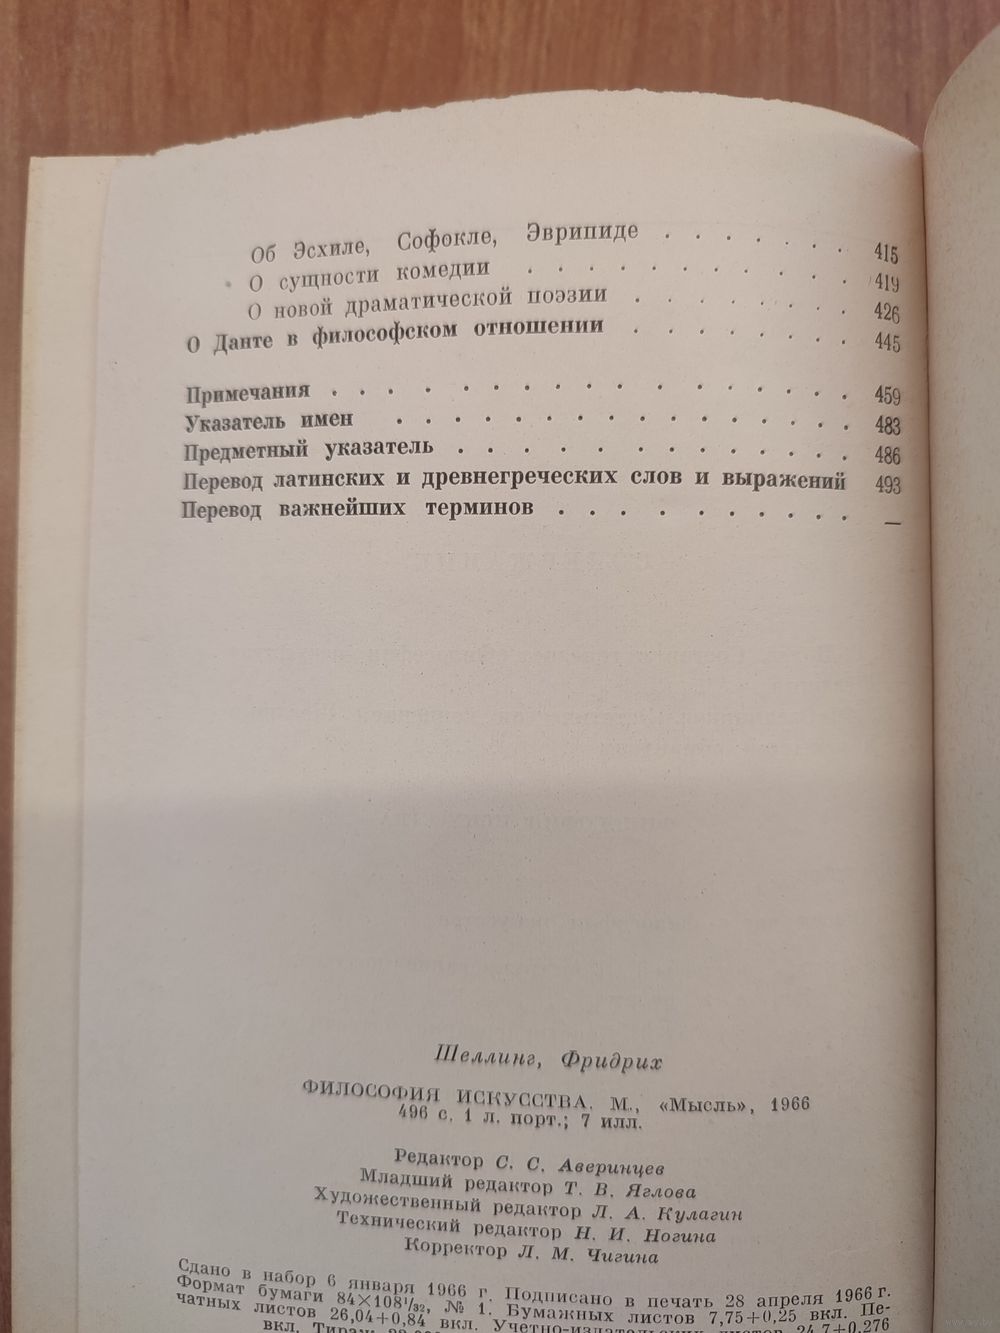 Об Эсхиле, Софокле, Эврипиде . . . . . . . 415
О сущности комедии . . . . . . . . . . . 419
О новой драматической поэзии . . . . . . . 426
О Данте в философском отношении . . . . . . . 445
Примечания . . . . . . . . . . . . . . . . 459
Указатель имен . . . . . . . . . . . . . . 483
Предметный указатель . . . . . . . . . . . . 486
Перевод латинских и древнегреческих слов и выражений 493
Перевод важнейших терминов . . . . . . . . . . —
Шеллинг, Фридрих
ФИЛОСОФИЯ ИСКУССТВА. М., «Мысль», 1966
496 с. 1 л. порт.; 7 илл.
Редактор С. С. Аверинцев
Младший редактор Т. В. Яглова
Художественный редактор Л. А. Кулагин
Технический редактор Н. И. Ногина
Корректор Л. М. Чигина
Сдано в набор 6 января 1966 г. Подписано в печать 28 апреля 1966 г.
Формат бумаги 84×108¹/₃₂, № 1. Бумажных листов 7,75+0,25 вкл. Пе-
чатных листов 26,04+0,84 вкл. Учетно-издательских листов 24,7+0,276
вкл. Тираж